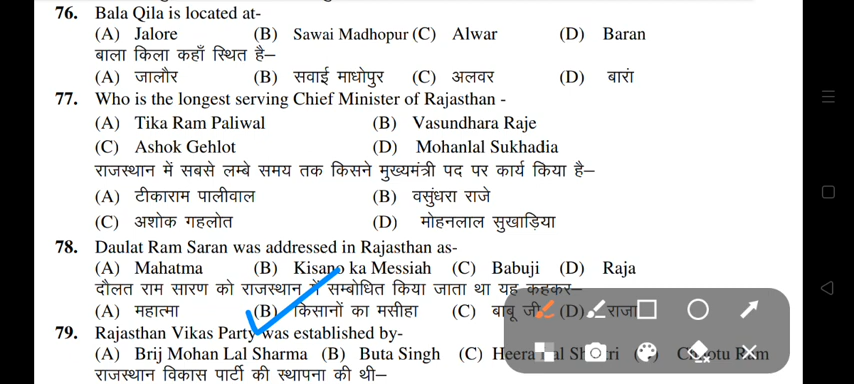 76. Bala Qila is located at-
(A) Jalore (B) Sawai Madhopur (C) Alwar (D) Baran
बाला किला कहाँ स्थित है–
(A) जालौर (B) सवाई माधोपुर (C) अलवर (D) बारां
77. Who is the longest serving Chief Minister of Rajasthan -
(A) Tika Ram Paliwal (B) Vasundhara Raje
(C) Ashok Gehlot (D) Mohanlal Sukhadia
राजस्थान में सबसे लम्बे समय तक किसने मुख्यमंत्री पद पर कार्य किया है–
(A) टीकाराम पालीवाल (B) वसुंधरा राजे
(C) अशोक गहलोत (D) मोहनलाल सुखाड़िया
78. Daulat Ram Saran was addressed in Rajasthan as-
(A) Mahatma (B) Kisano ka Messiah (C) Babuji (D) Raja
दौलत राम सारण को राजस्थान में सम्बोधित किया जाता था यह कहकर–
(A) महात्मा (B) किसानों का मसीहा (C) बाबू जी (D) राजा
79. Rajasthan Vikas Party was established by-
(A) Brij Mohan Lal Sharma (B) Buta Singh (C) Heera Ram
राजस्थान विकास पार्टी की स्थापना की थी–